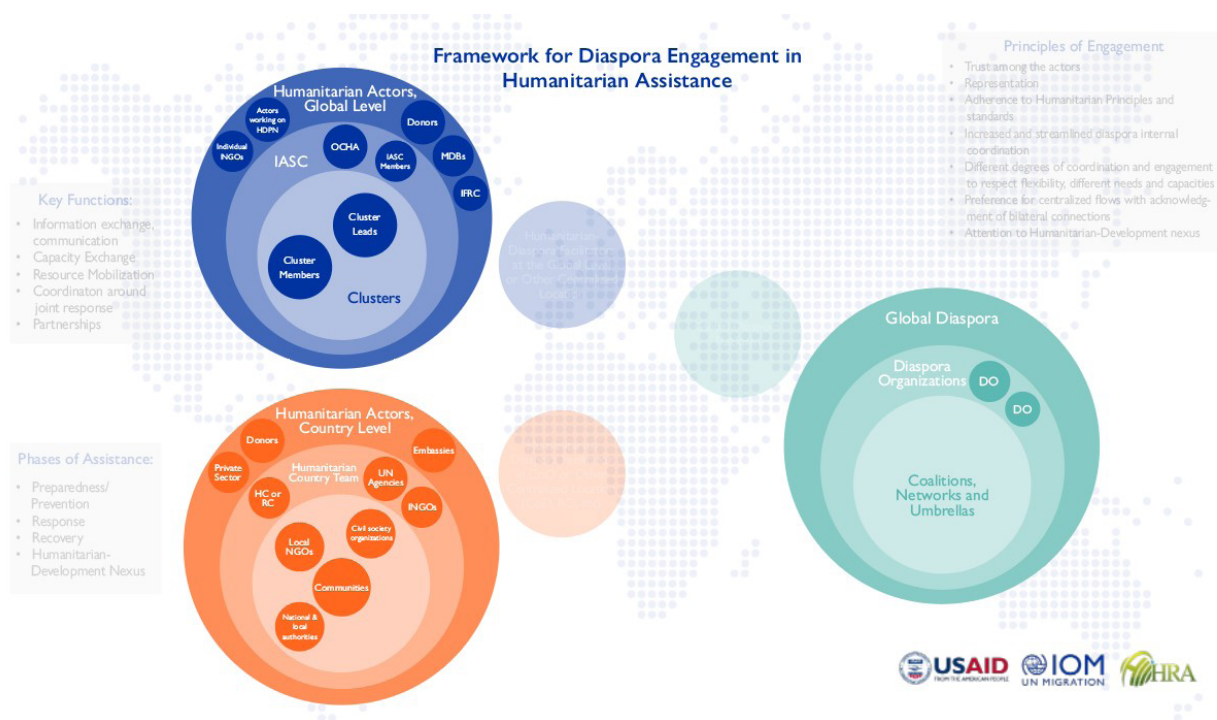 Framework for Diaspora Engagement in
Humanitarian Assistance
Humanitarian Actors,
Global Level
Actors
working on
HDPN
Individual
INGOs
IASC
OCHA
IASC
Members
Donors
MDBs
IFRC
Cluster
Leads
Cluster
Members
Clusters
Key Functions:
• Information exchange,
communication
• Capacity Exchange
• Resource Mobilization
• Coordinaton around
joint response
• Partnerships
Principles of Engagement
• Trust among the actors
• Representation
• Adherence to Humanitarian Principles and
standards
• Increased and streamlined diaspora internal
coordination
• Different degrees of coordination and engagement
to respect flexibility, different needs and capacities
• Preference for centralized flows with acknowledg-
ment of bilateral connections
• Attention to Humanitarian-Development nexus
Humanitarian-
Global Diaspora
Diaspora
Organizations
DO
DO
Coalitions,
Networks and
Umbrellas
Humanitarian Actors,
Country Level
Donors
Embassies
Private
Sector
Humanitarian
Country Team
UN
Agencies
HC or
RC
INGOs
Civil society
organizations
Local
NGOs
Communities
National &
local
authorities
Phases of Assistance:
• Preparedness/
Prevention
• Response
• Recovery
• Humanitarian-
Development Nexus
USAID
FROM THE AMERICAN PEOPLE
IOM
UN MIGRATION
HRA